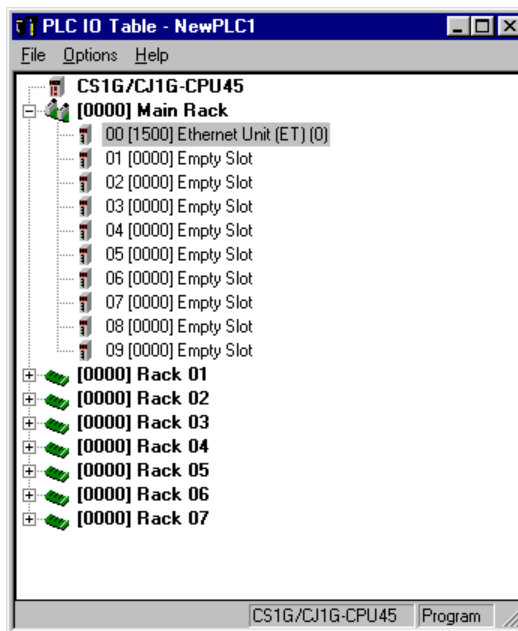 PLC IO Table - NewPLC1
File Options Help
CS1G/CJ1G-CPU45
[0000] Main Rack
00 [1500] Ethernet Unit (ET) (0)
01 [0000] Empty Slot
02 [0000] Empty Slot
03 [0000] Empty Slot
04 [0000] Empty Slot
05 [0000] Empty Slot
06 [0000] Empty Slot
07 [0000] Empty Slot
08 [0000] Empty Slot
09 [0000] Empty Slot
[0000] Rack 01
[0000] Rack 02
[0000] Rack 03
[0000] Rack 04
[0000] Rack 05
[0000] Rack 06
[0000] Rack 07
CS1G/CJ1G-CPU45 Program